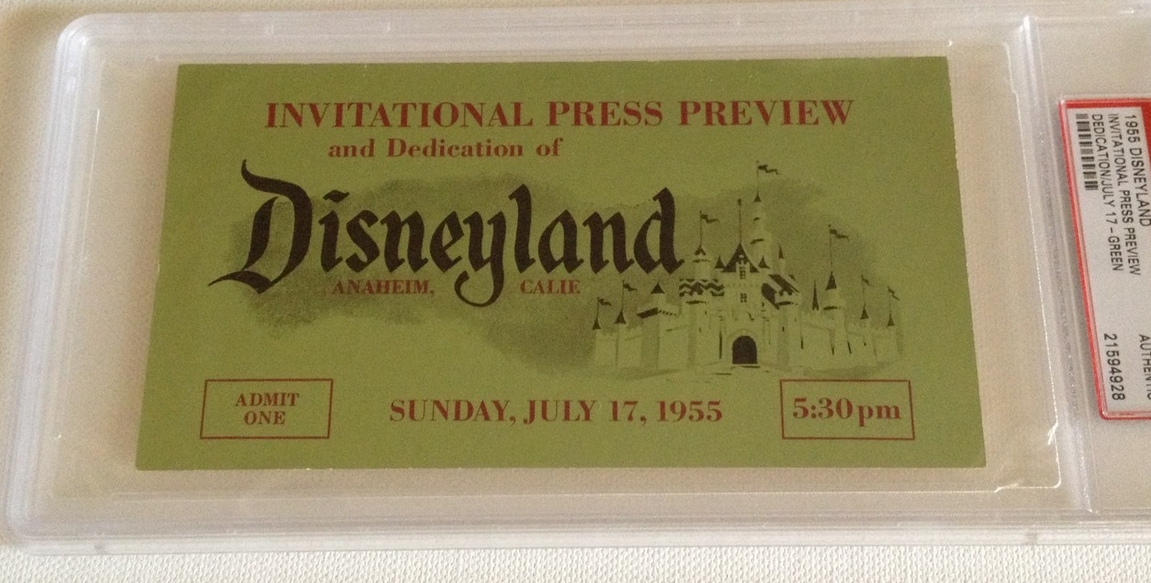 INVITATIONAL PRESS PREVIEW
and Dedication of
Disneyland
ANAHEIM, CALIF.
ADMIT
ONE
SUNDAY, JULY 17, 1955
5:30pm
1955 DISNEYLAND
INVITATIONAL PRESS PREVIEW
DEDICATION/JULY 17 - GREEN
21594928